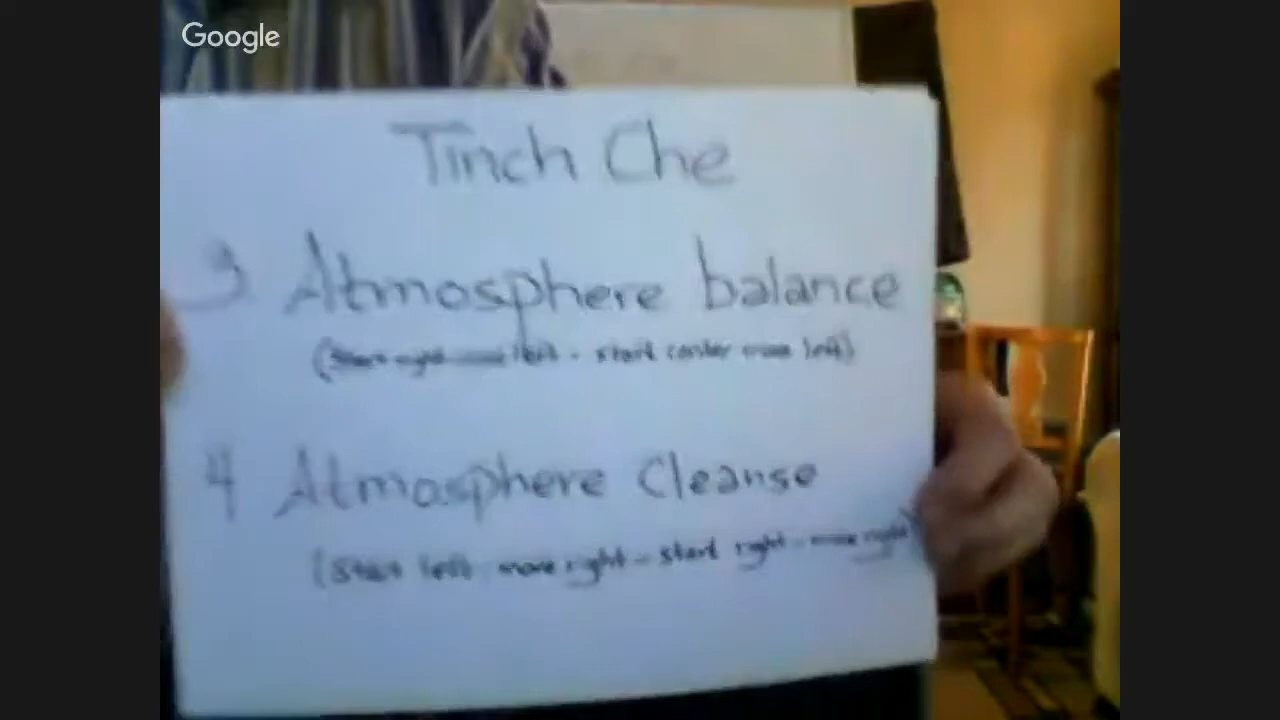 Google
Tinch Che
3 Atmosphere balance
(Start right move left - start center move left)
4 Atmosphere Cleanse
(Start left move right - start right - move right)